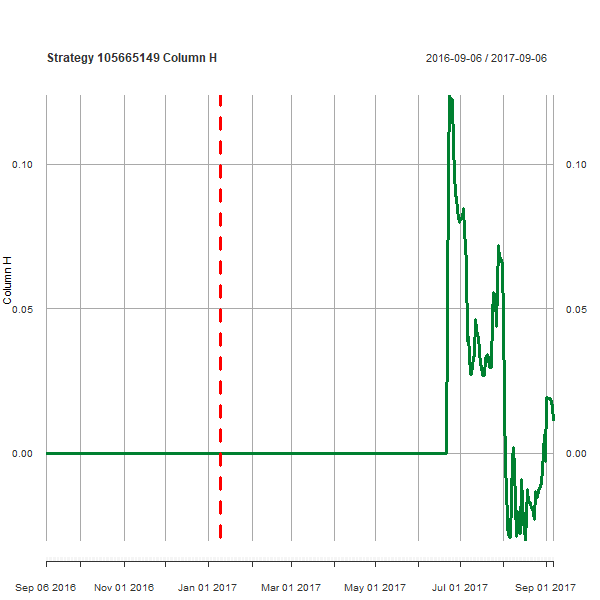 Strategy 105665149 Column H
2016-09-06 / 2017-09-06
0.10
0.10
0.05
0.05
0.00
0.00
Column H
Sep 06 2016
Nov 01 2016
Jan 01 2017
Mar 01 2017
May 01 2017
Jul 01 2017
Sep 01 2017